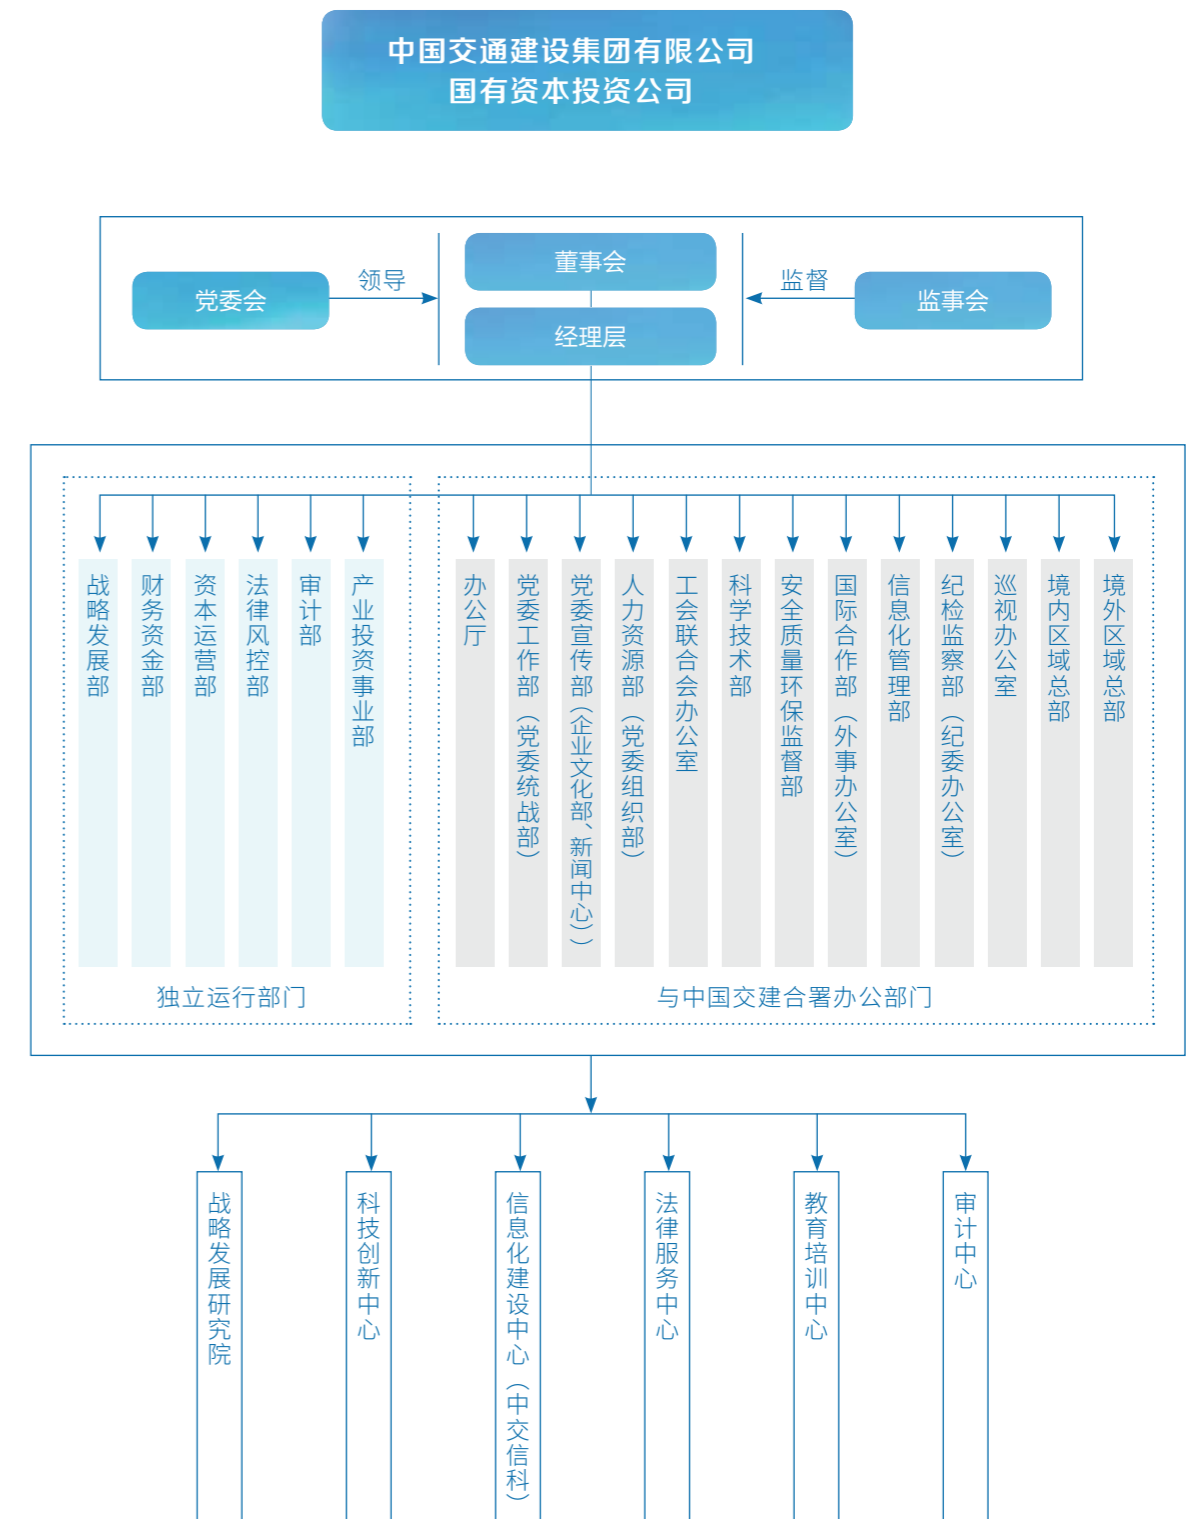 中国交通建设集团有限公司
国有资本投资公司
党委会
领导
董事会
经理层
监督
监事会
战略发展部
财务资金部
资本运营部
法律风控部
审计部
产业投资事业部
办公厅
党委工作部（党委统战部）
党委宣传部（企业文化部、新闻中心））
人力资源部（党委组织部）
工会联合会办公室
科学技术部
安全质量环保监督部
国际合作部（外事办公室）
信息化管理部
纪检监察部（纪委办公室）
巡视办公室
境内区域总部
境外区域总部
独立运行部门
与中国交建合署办公部门
战略发展研究院
科技创新中心
信息化建设中心（中交信科）
法律服务中心
教育培训中心
审计中心